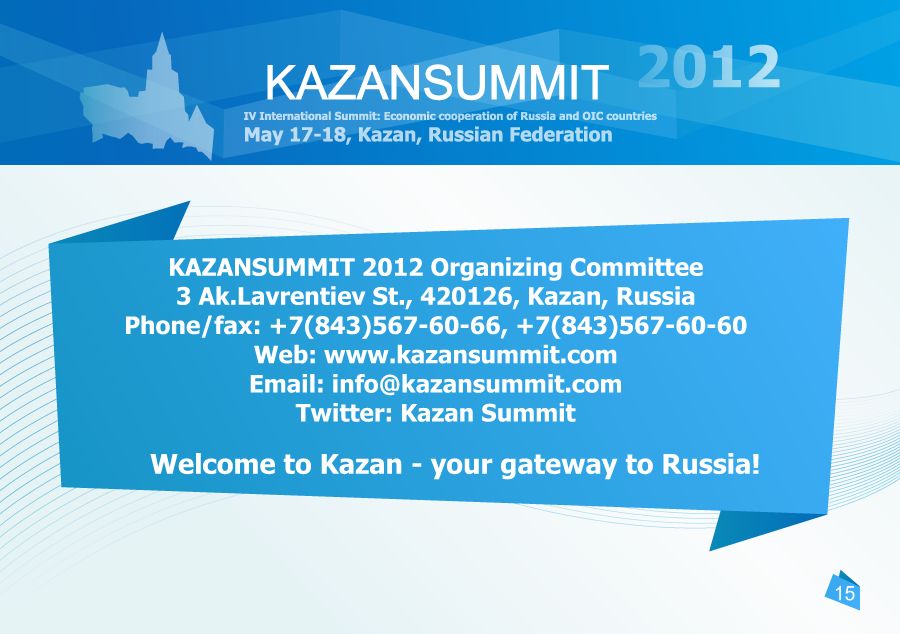 KAZANSUMMIT 2012
IV International Summit: Economic cooperation of Russia and OIC countries
May 17-18, Kazan, Russian Federation
KAZANSUMMIT 2012 Organizing Committee
3 Ak.Lavrentiev St., 420126, Kazan, Russia
Phone/fax: +7(843)567-60-66, +7(843)567-60-60
Web: www.kazansummit.com
Email: info@kazansummit.com
Twitter: Kazan Summit
Welcome to Kazan - your gateway to Russia!
15